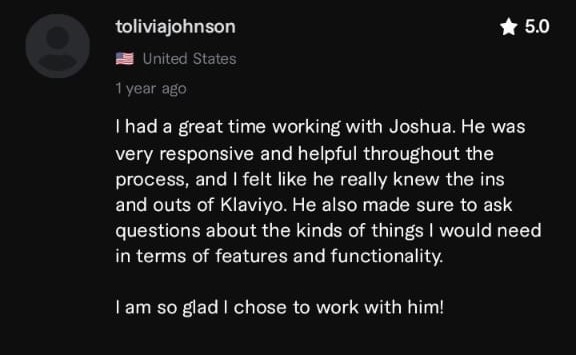 toliviajohnson
5.0
United States
1 year ago
I had a great time working with Joshua. He was
very responsive and helpful throughout the
process, and I felt like he really knew the ins
and outs of Klaviyo. He also made sure to ask
questions about the kinds of things I would need
in terms of features and functionality.
I am so glad I chose to work with him!